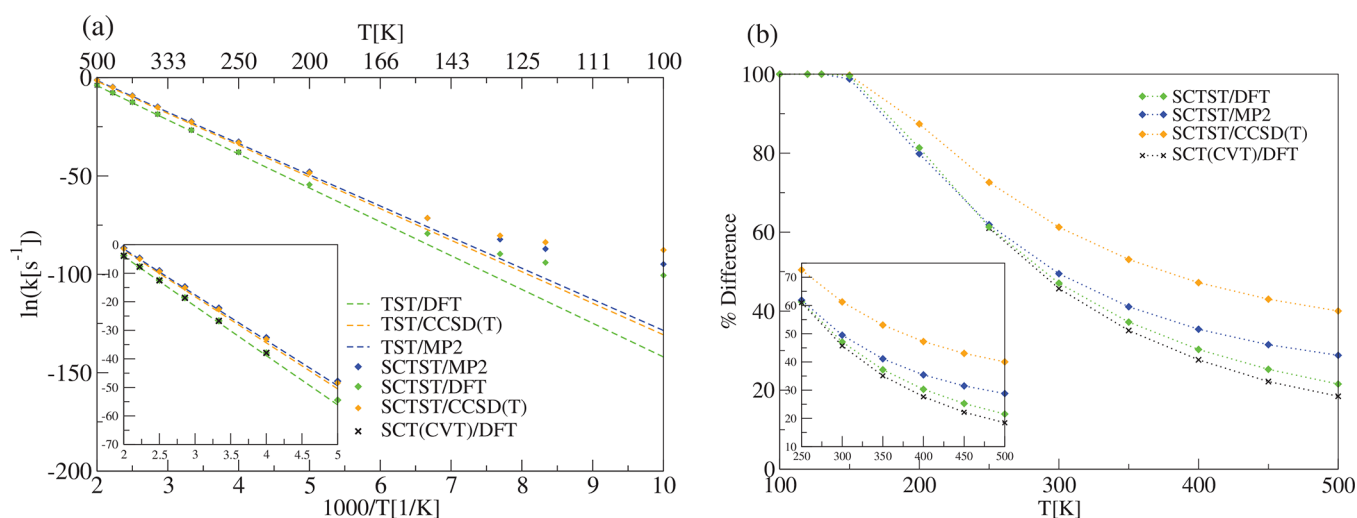 (a)
T[K]
500 333 250 200 166 143 125 111 100
0
-50
-100
-150
-200
ln(k[s⁻¹])
2 3 4 5 6 7 8 9 10
1000/T[1/K]
TST/DFT
TST/CCSD(T)
TST/MP2
SCTST/MP2
SCTST/DFT
SCTST/CCSD(T)
SCT(CVT)/DFT
0
-10
-20
-30
-40
-50
-60
-70
2 2.5 3 3.5 4 4.5 5
(b)
100
80
60
40
20
0
% Difference
100 200 300 400 500
T[K]
SCTST/DFT
SCTST/MP2
SCTST/CCSD(T)
SCT(CVT)/DFT
70
60
50
40
30
20
10
250 300 350 400 450 500